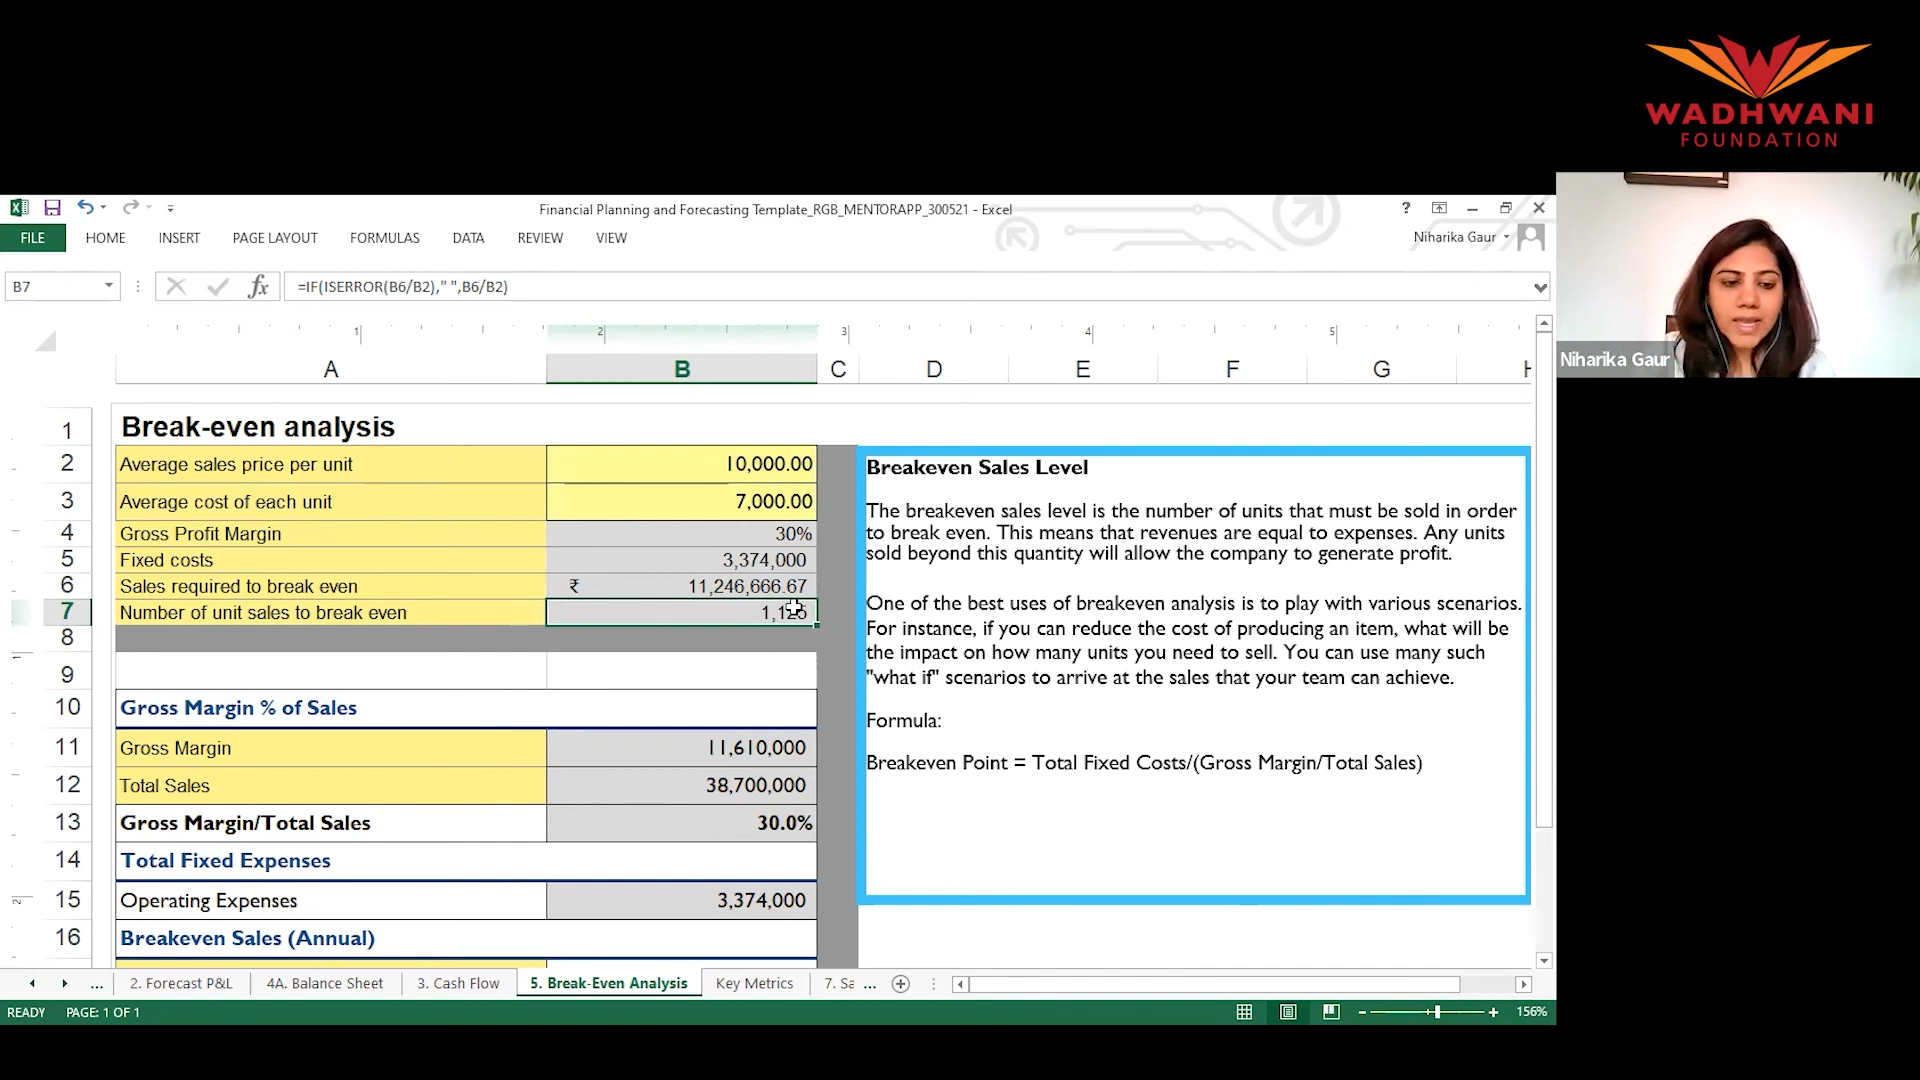 WADHWANI
FOUNDATION
Financial Planning and Forecasting Template_RGB_MENTORAPP_300521 - Excel
FILE HOME INSERT PAGE LAYOUT FORMULAS DATA REVIEW VIEW
Niharika Gaur
B7 fx =IF(ISERROR(B6/B2)," ",B6/B2)
Niharika Gaur
1 2 3 4 5
A B C D E F G
1 Break-even analysis
2 Average sales price per unit 10,000.00
3 Average cost of each unit 7,000.00
4 Gross Profit Margin 30%
5 Fixed costs 3,374,000
6 Sales required to break even ₹ 11,246,666.67
7 Number of unit sales to break even 1,125
8
9
10 Gross Margin % of Sales
11 Gross Margin 11,610,000
12 Total Sales 38,700,000
13 Gross Margin/Total Sales 30.0%
14 Total Fixed Expenses
15 Operating Expenses 3,374,000
16 Breakeven Sales (Annual)
Breakeven Sales Level
The breakeven sales level is the number of units that must be sold in order
to break even. This means that revenues are equal to expenses. Any units
sold beyond this quantity will allow the company to generate profit.
One of the best uses of breakeven analysis is to play with various scenarios.
For instance, if you can reduce the cost of producing an item, what will be
the impact on how many units you need to sell. You can use many such
"what if" scenarios to arrive at the sales that your team can achieve.
Formula:
Breakeven Point = Total Fixed Costs/(Gross Margin/Total Sales)
... 2. Forecast P&L 4A. Balance Sheet 3. Cash Flow 5. Break-Even Analysis Key Metrics 7. Sa ...
READY PAGE: 1 OF 1 156%